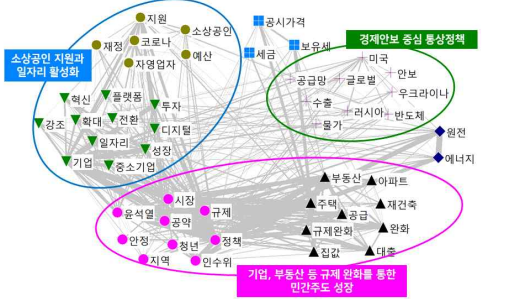 지원
공시가격
소상공인
경제안보 중심 통상정책
재정
코로나
세금
보유세
소상공인 지원과
일자리 활성화
자영업자
예산
미국
공급망
글로벌
안보
혁신
플랫폼
투자
수출
우크라이나
강조
확대
전환
디지털
물가
러시아
반도체
일자리
성장
원전
기업
중소기업
에너지
부동산
아파트
시장
윤석열
규제
주택
재건축
공약
공급
안정
정책
규제완화
완화
청년
지역
인수위
집값
대출
기업, 부동산 등 규제 완화를 통한
민간주도 성장